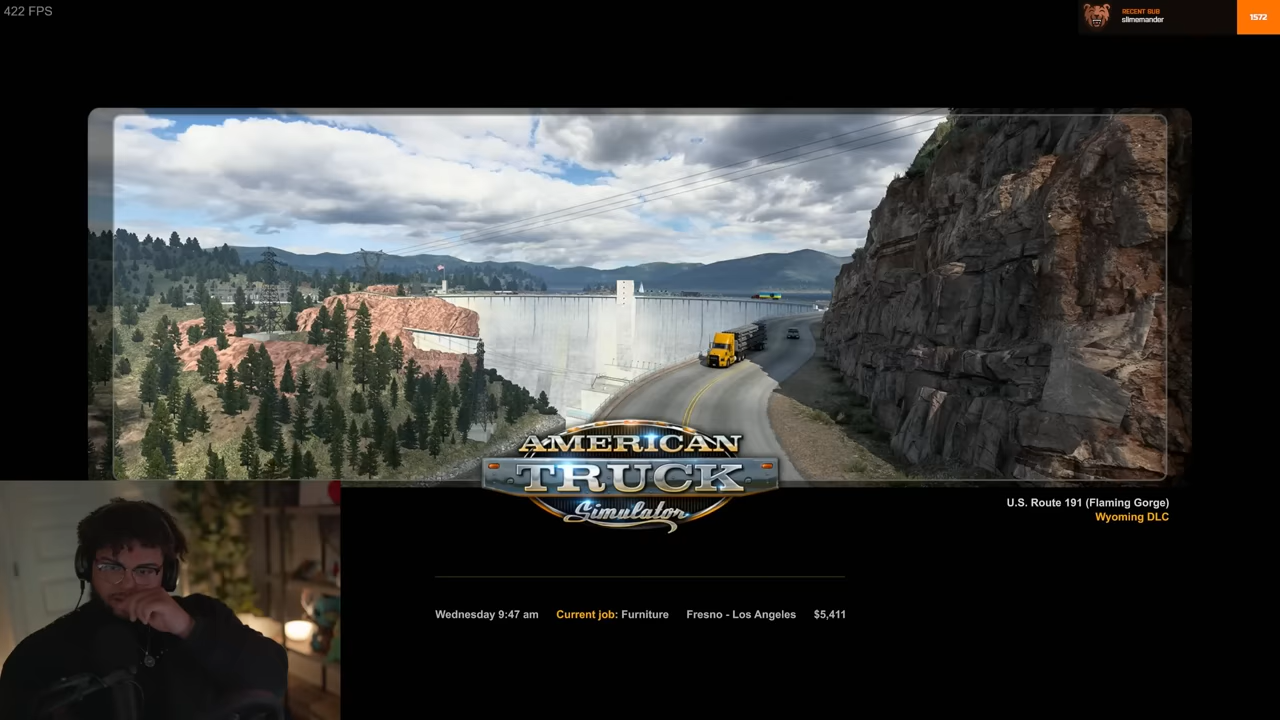 422 FPS
RECENT SUB
slimemander
1572
AMERICAN
TRUCK
Simulator
U.S. Route 191 (Flaming Gorge)
Wyoming DLC
Wednesday 9:47 am Current job: Furniture Fresno - Los Angeles $5,411